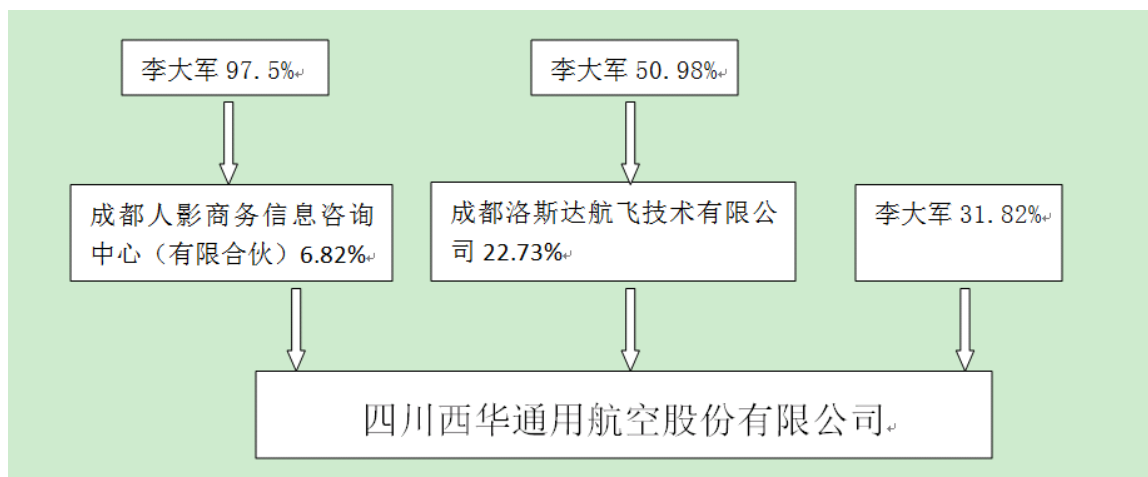 李大军 97.5%
李大军 50.98%
成都人影商务信息咨询
中心（有限合伙）6.82%
成都洛斯达航飞技术有限公
司 22.73%
李大军 31.82%
四川西华通用航空股份有限公司